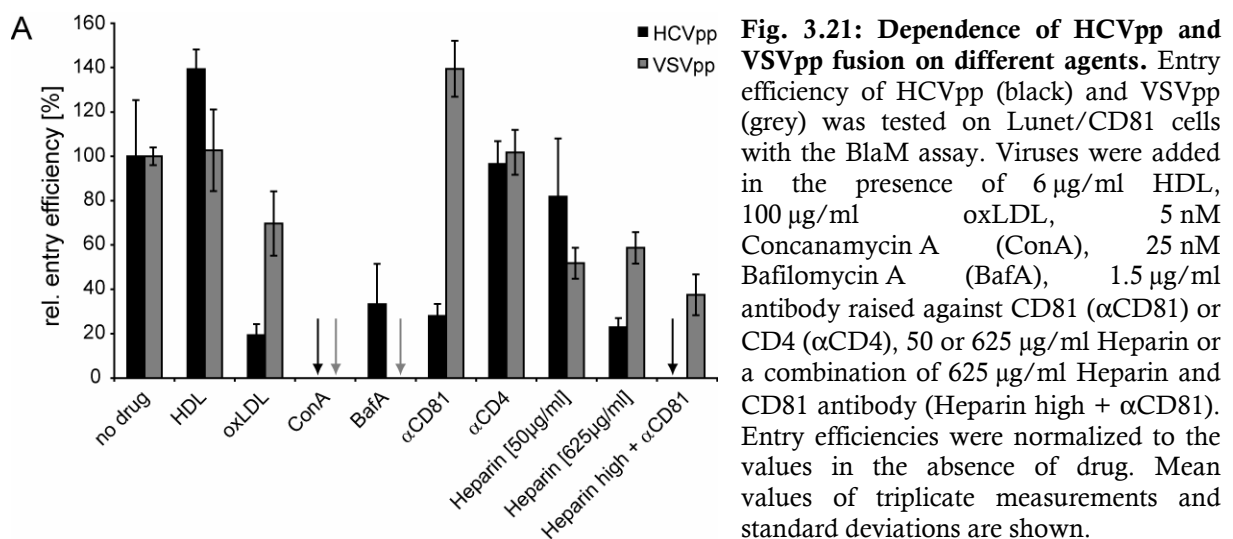 A
160
140
120
100
80
60
40
20
0
rel. entry efficiency [%]
HCVpp
VSVpp
no drug
HDL
oxLDL
ConA
BafA
αCD81
αCD4
Heparin [50µg/ml]
Heparin [625µg/ml]
Heparin high + αCD81
Fig. 3.21: Dependence of HCVpp and
VSVpp fusion on different agents. Entry
efficiency of HCVpp (black) and VSVpp
(grey) was tested on Lunet/CD81 cells
with the BlaM assay. Viruses were added
in the presence of 6 µg/ml HDL,
100 µg/ml oxLDL, 5 nM
Concanamycin A (ConA), 25 nM
Bafilomycin A (BafA), 1.5 µg/ml
antibody raised against CD81 (αCD81) or
CD4 (αCD4), 50 or 625 µg/ml Heparin or
a combination of 625 µg/ml Heparin and
CD81 antibody (Heparin high + αCD81).
Entry efficiencies were normalized to the
values in the absence of drug. Mean
values of triplicate measurements and
standard deviations are shown.